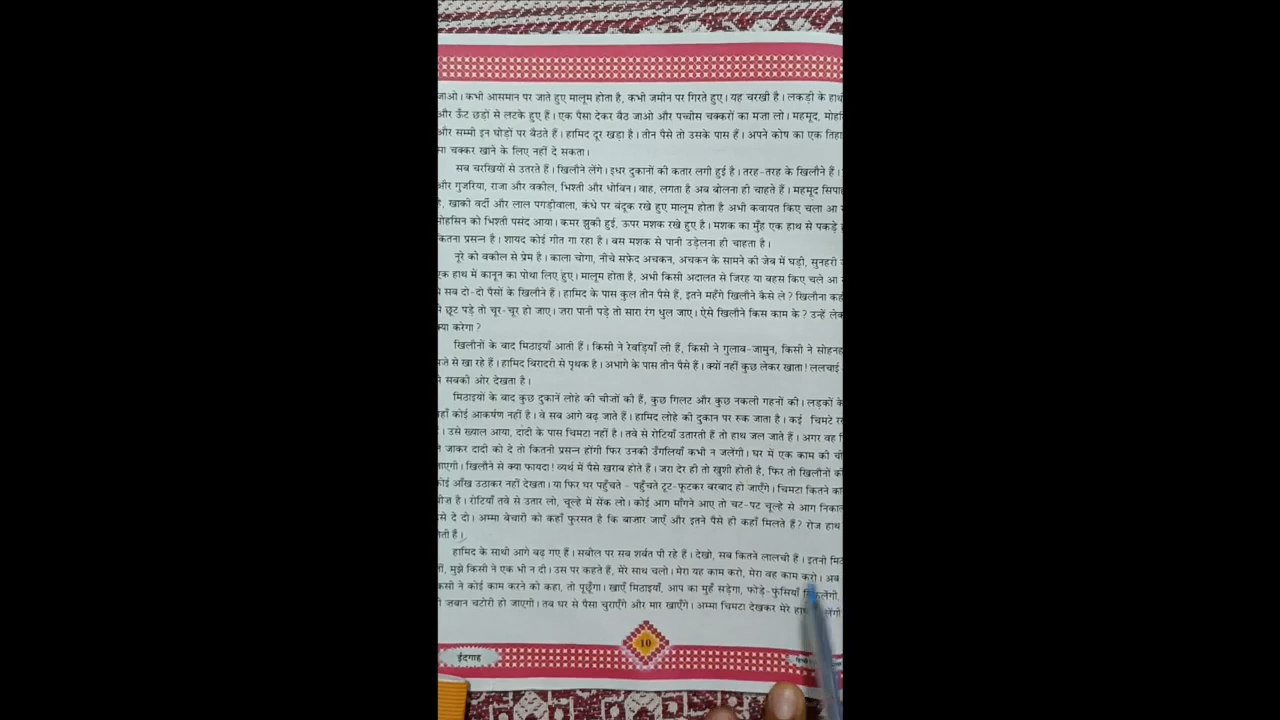 जाओ। कभी आसमान पर जाते हुए मालूम होता है, कभी जमीन पर गिरते हुए। यह चरखी है। लकड़ी के हाथी
और ऊँट छड़ों से लटके हुए हैं। एक पैसा देकर बैठ जाओ और पच्चीस चक्करों का मज़ा लो। महमूद, मोहसि
और सम्मी इन घोड़ों पर बैठते हैं। हामिद दूर खड़ा है। तीन पैसे तो उसके पास हैं। अपने कोष का एक तिहा
सा चक्कर खाने के लिए नहीं दे सकता।
सब चरखियों से उतरते हैं। खिलौने लेंगे। इधर दुकानों की कतार लगी हुई है। तरह-तरह के खिलौने हैं।
और गुजरिया, राजा और वकील, भिश्ती और धोबिन। वाह, लगता है अब बोलना ही चाहते हैं। महमूद सिपा
है, खाकी वर्दी और लाल पगड़ीवाला, कंधे पर बंदूक रखे हुए मालूम होता है अभी कवायत किए चला आ
मोहसिन को भिश्ती पसंद आया। कमर झुकी हुई, ऊपर मशक रखे हुए है। मशक का मुँह एक हाथ से पकड़े
कितना प्रसन्न है। शायद कोई गीत गा रहा है। बस मशक से पानी उड़ेलना ही चाहता है।
नूरे को वकील से प्रेम है। काला चोगा, नीचे सफेद अचकन, अचकन के सामने को जेब में घड़ी, सुनहरी
एक हाथ में कानून का पोथा लिए हुए। मालूम होता है, अभी किसी अदालत से जिरह या बहस किए चले आ
सब दो-दो पैसों के खिलौने हैं। हामिद के पास कुल तीन पैसे हैं, इतने महँगे खिलौने कैसे ले? खिलौना कहीं
से छूट पड़े तो चूर-चूर हो जाए। जरा पानी पड़े तो सारा रंग धुल जाए। ऐसे खिलौने किस काम के? उन्हें लेक
क्या करेगा?
खिलौनों के बाद मिठाइयाँ आती हैं। किसी ने रेवड़ियाँ ली हैं, किसी ने गुलाब-जामुन, किसी ने सोहनह
मजे से खा रहे हैं। हामिद बिरादरी से पृथक है। अभागे के पास तीन पैसे हैं। क्यों नहीं कुछ लेकर खाता! ललचाई
से सबकी ओर देखता है।
मिठाइयों के बाद कुछ दुकानें लोहे की चीजों की हैं, कुछ गिलट और कुछ नकली गहनों की। लड़कों के
यहाँ कोई आकर्षण नहीं है। वे सब आगे बढ़ जाते हैं। हामिद लोहे की दुकान पर रुक जाता है। कई चिमटे र
। उसे ख्याल आया, दादी के पास चिमटा नहीं है। तवे से रोटियाँ उतारती हैं तो हाथ जल जाते हैं। अगर वह
ले जाकर दादी को दे दे तो कितनी प्रसन्न होंगी फिर उनकी उँगलियाँ कभी न जलेंगी। घर में एक काम की ची
जाएगी। खिलौने से क्या फायदा! व्यर्थ में पैसे खराब होते हैं। जरा देर ही तो खुशी होती है, फिर तो खिलौनों को
कोई आँख उठाकर नहीं देखता। या फिर घर पहुँचते - पहुँचते टूट-फूटकर बरबाद हो जाएँगे। चिमटा कितने का
चीज़ है। रोटियाँ तवे से उतार लो, चूल्हे में सेंक लो। कोई आग माँगने आए तो चट-पट चूल्हे से आग निकाल
उसे दे दो। अम्मा बेचारी को कहाँ फुरसत है कि बाज़ार जाएँ और इतने पैसे ही कहाँ मिलते हैं? रोज हाथ
लेती हैं।
हामिद के साथी आगे बढ़ गए हैं। सबील पर सब शर्बत पी रहे हैं। देखो, सब कितने लालची हैं। इतनी मिठ
लीं, मुझे किसी ने एक भी न दी। उस पर कहते हैं, मेरे साथ चलो। मेरा यह काम करो, मेरा वह काम करो। अब
किसी ने कोई काम करने को कहा, तो पूछूँगा। खाएँ मिठाइयाँ, आप का मुहँ सड़ेगा, फोड़े-फुंसियाँ
जबान चटोरी हो जाएगी। तब घर से पैसा चुराएँगे और मार खाएँगे। अम्मा चिमटा देखकर मेरे हाथ
10
ईदगाह